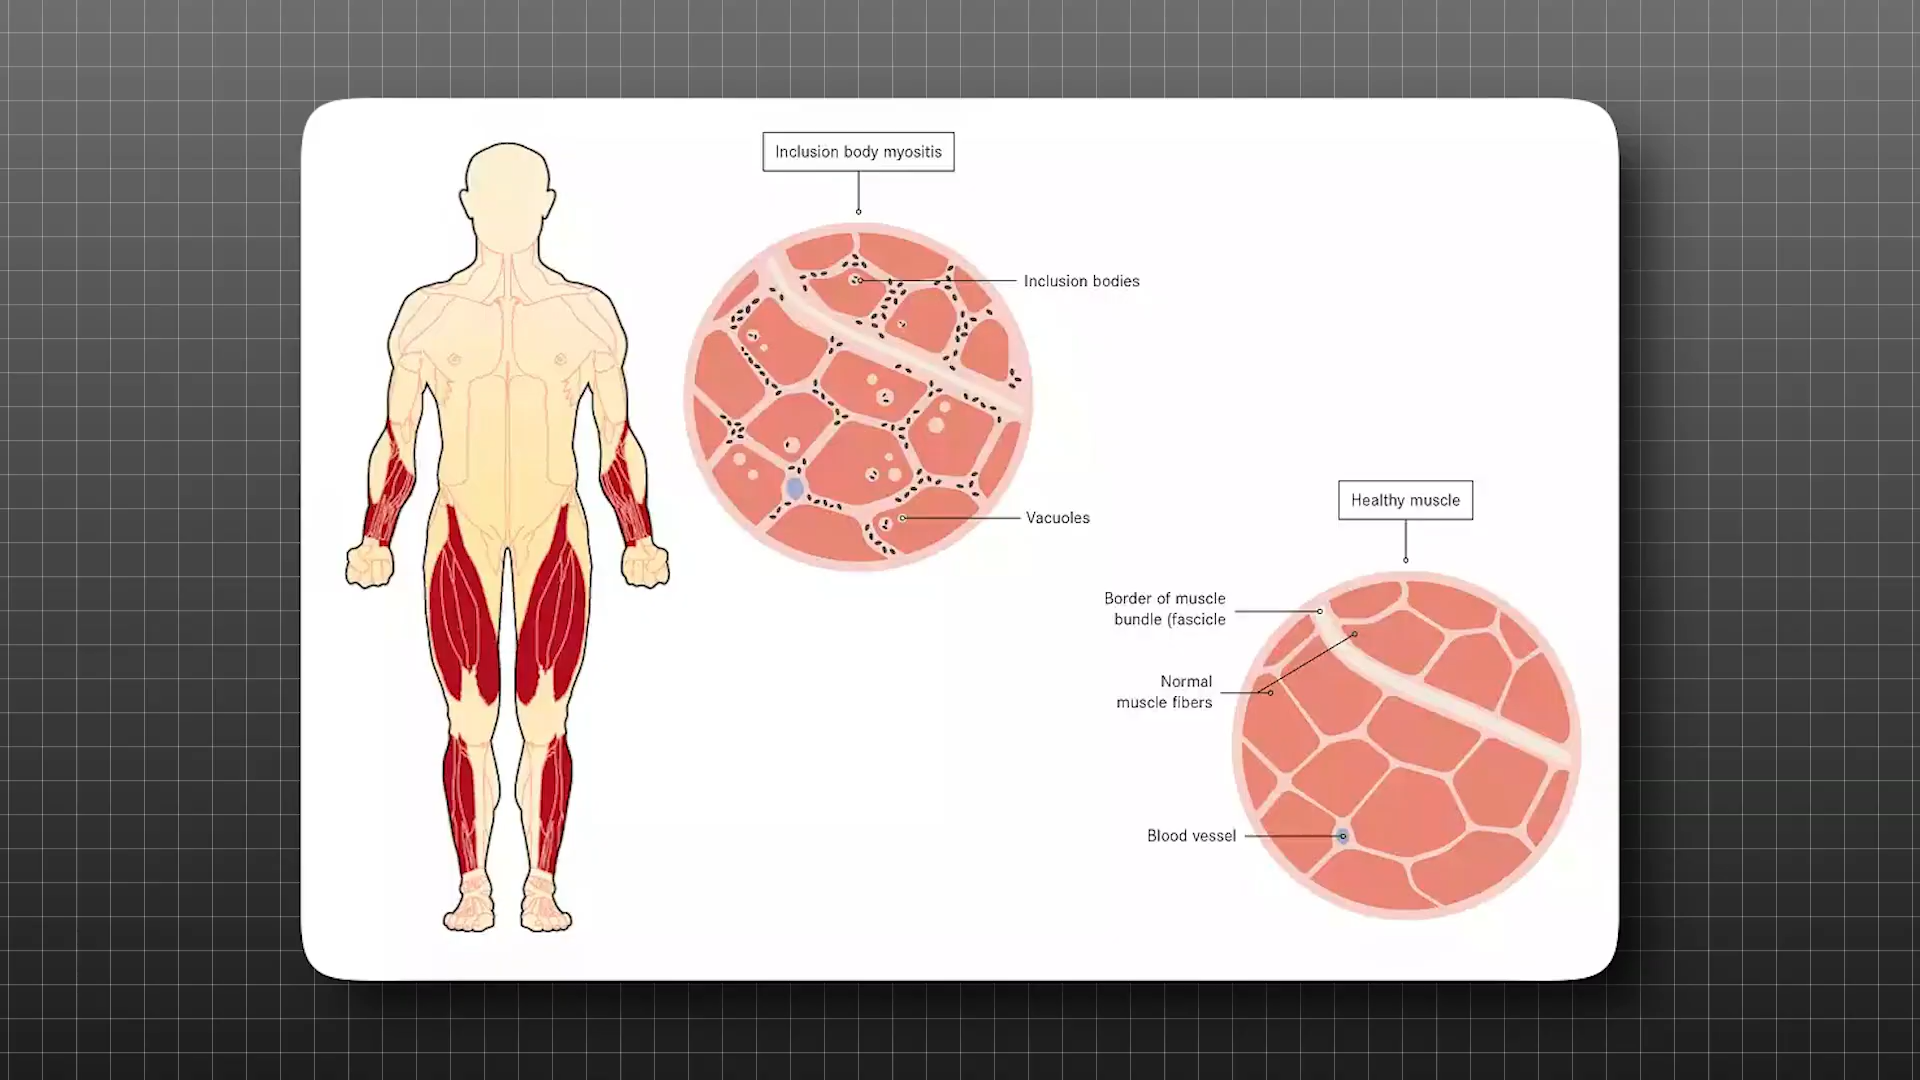 Inclusion body myositis
Inclusion bodies
Vacuoles
Healthy muscle
Border of muscle
bundle (fascicle
Normal
muscle fibers
Blood vessel